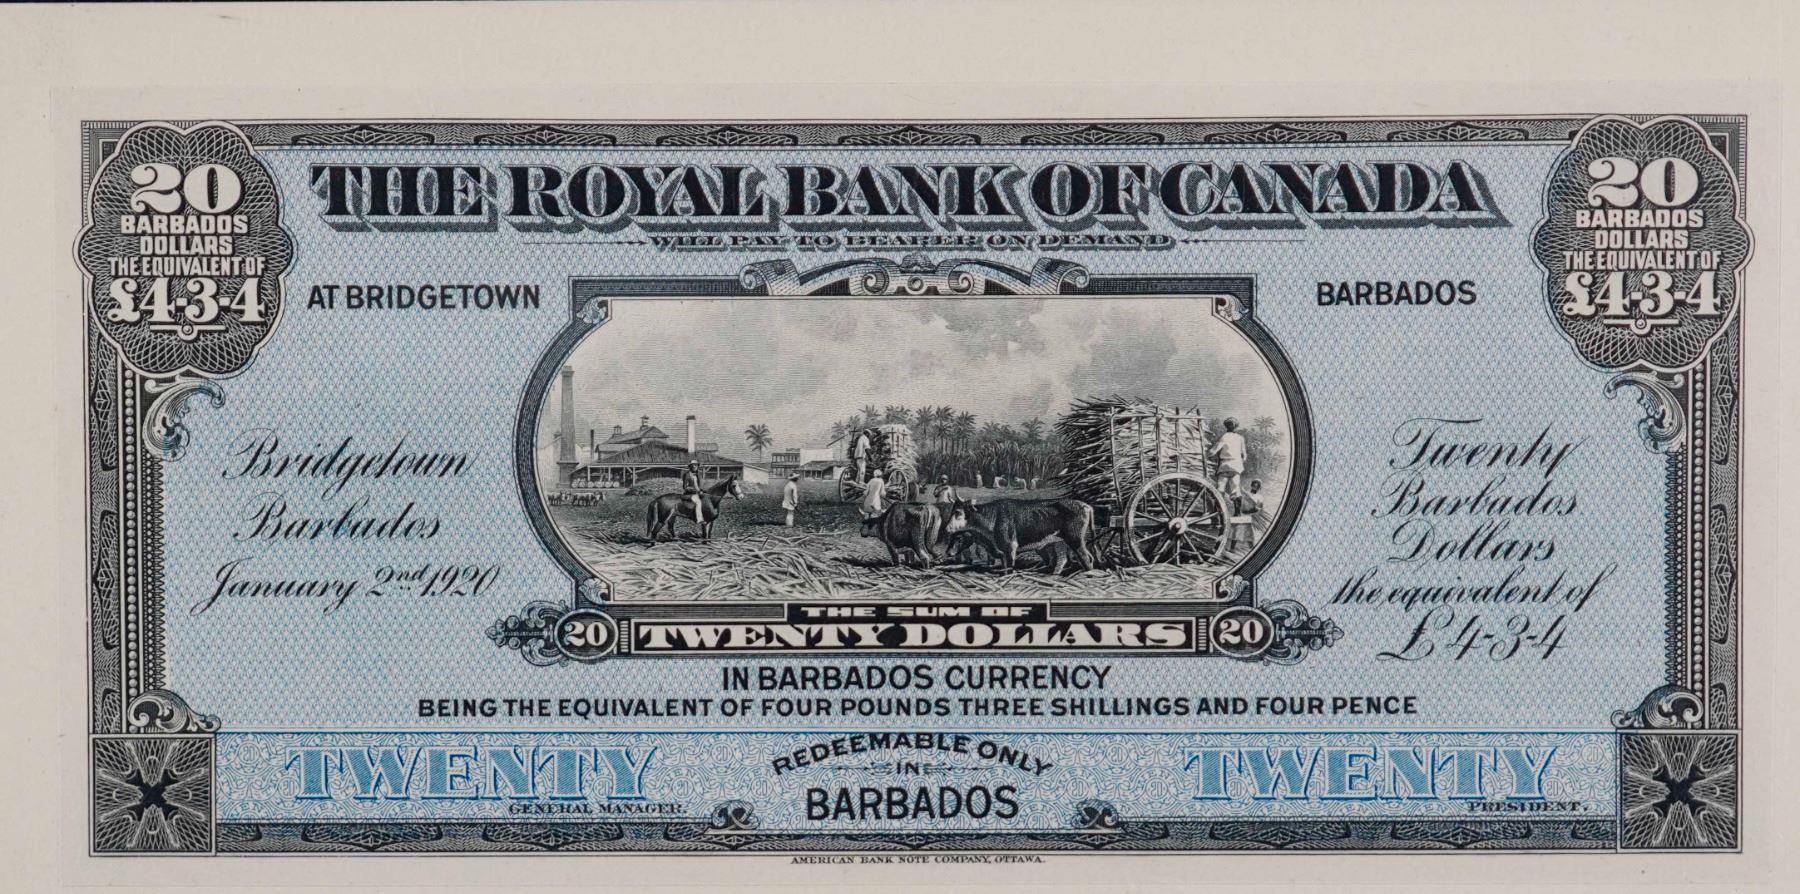 THE ROYAL BANK OF CANADA
WILL PAY TO BEARER ON DEMAND
20
BARBADOS
DOLLARS
THE EQUIVALENT OF
£4-3-4
20
BARBADOS
DOLLARS
THE EQUIVALENT OF
£4-3-4
AT BRIDGETOWN
BARBADOS
Bridgetown
Barbados
January 2nd 1920
Twenty
Barbados
Dollars
the equivalent of
£4-3-4
THE SUM OF
20 TWENTY DOLLARS 20
IN BARBADOS CURRENCY
BEING THE EQUIVALENT OF FOUR POUNDS THREE SHILLINGS AND FOUR PENCE
TWENTY
GENERAL MANAGER.
REDEEMABLE ONLY
IN
BARBADOS
TWENTY
PRESIDENT.
AMERICAN BANK NOTE COMPANY, OTTAWA.